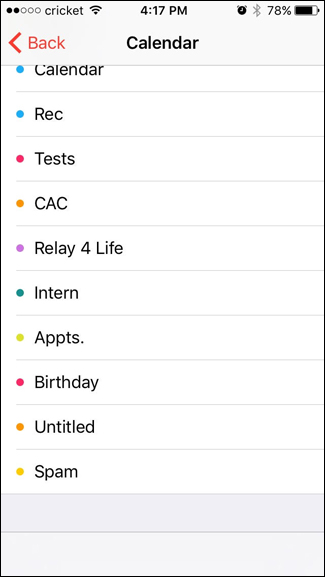 cricket 4:17 PM 78%
Back Calendar
Calendar
Rec
Tests
CAC
Relay 4 Life
Intern
Appts.
Birthday
Untitled
Spam